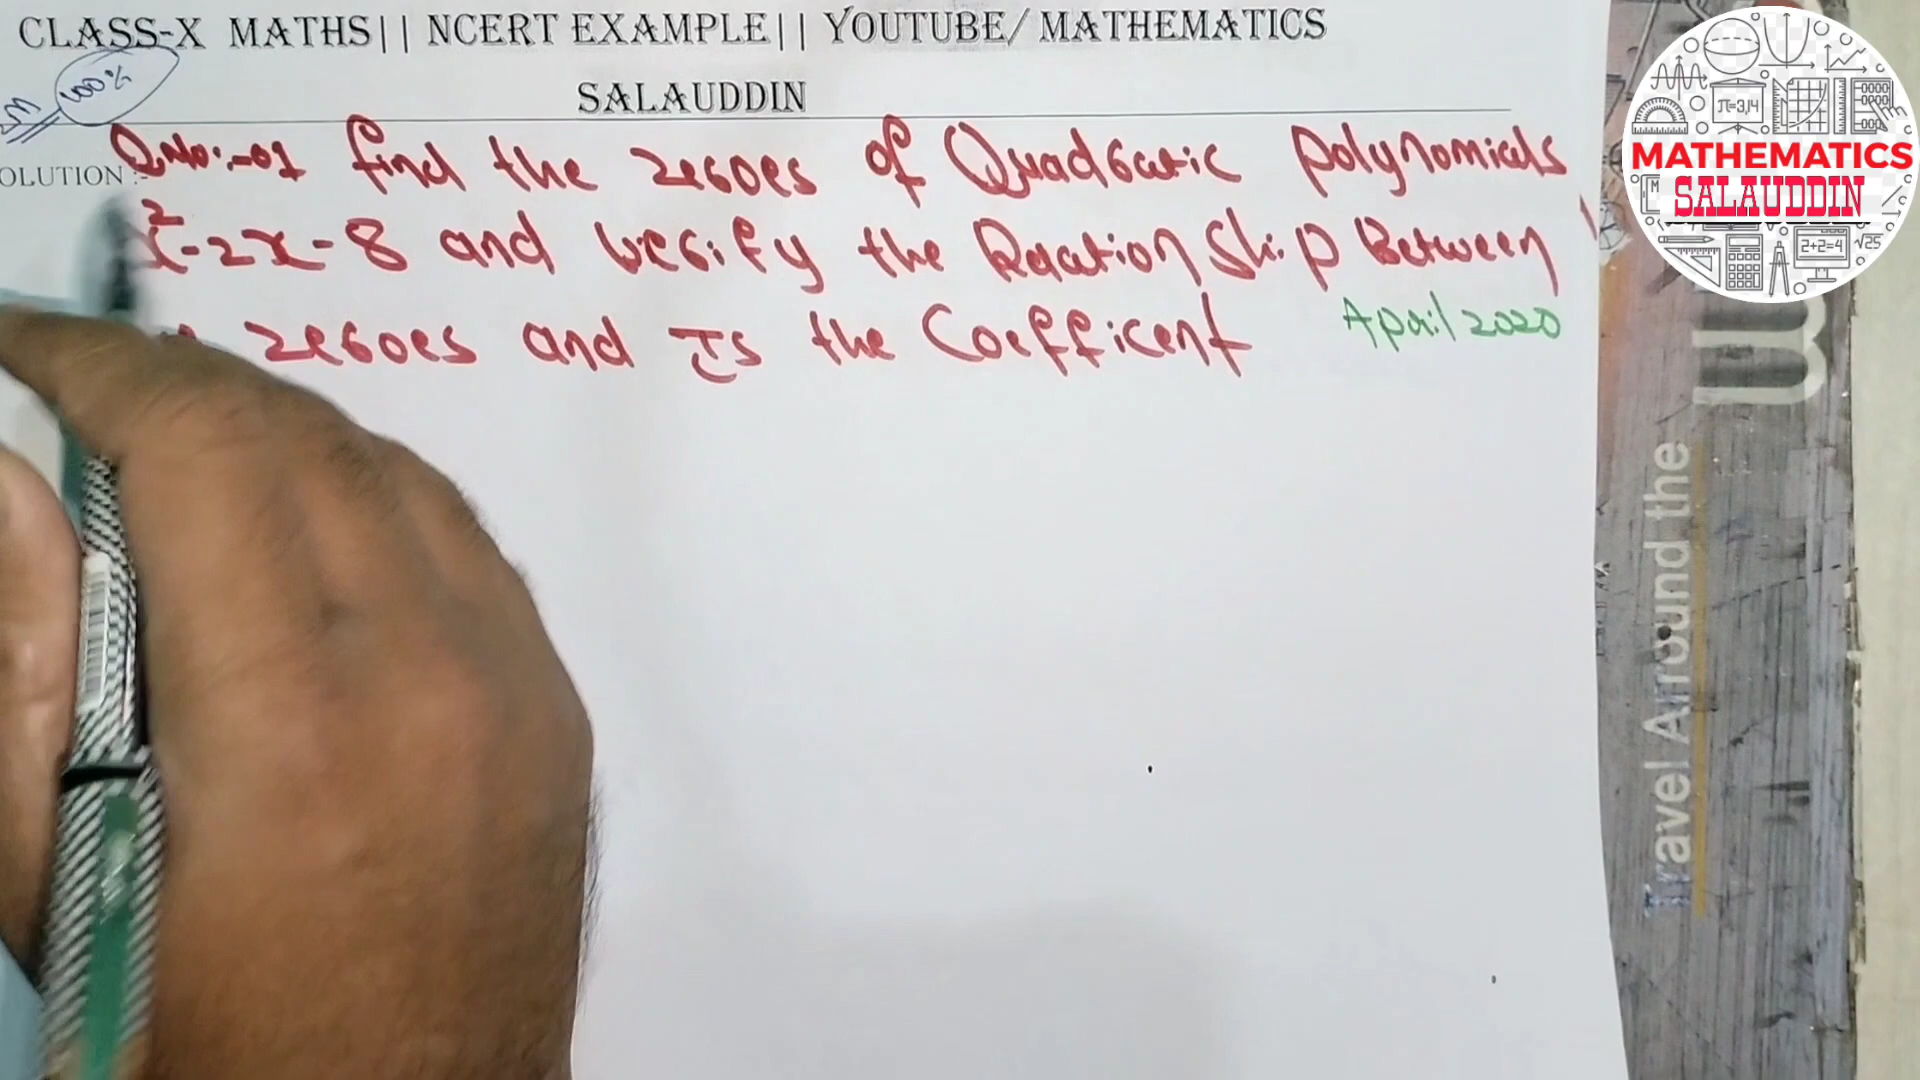 CLASS-X MATHS|| NCERT EXAMPLE|| YOUTUBE/ MATHEMATICS
SALAUDDIN
100%
OLUTION :-
Q.No:-01 find the zeroes of Quadratic polynomials
x²-2x-8 and verify the Raationship Between
zeroes and Its the Coefficent
April 2020
π=3,14
MATHEMATICS
SALAUDDIN
2+2=4
√25
Travel Arround the